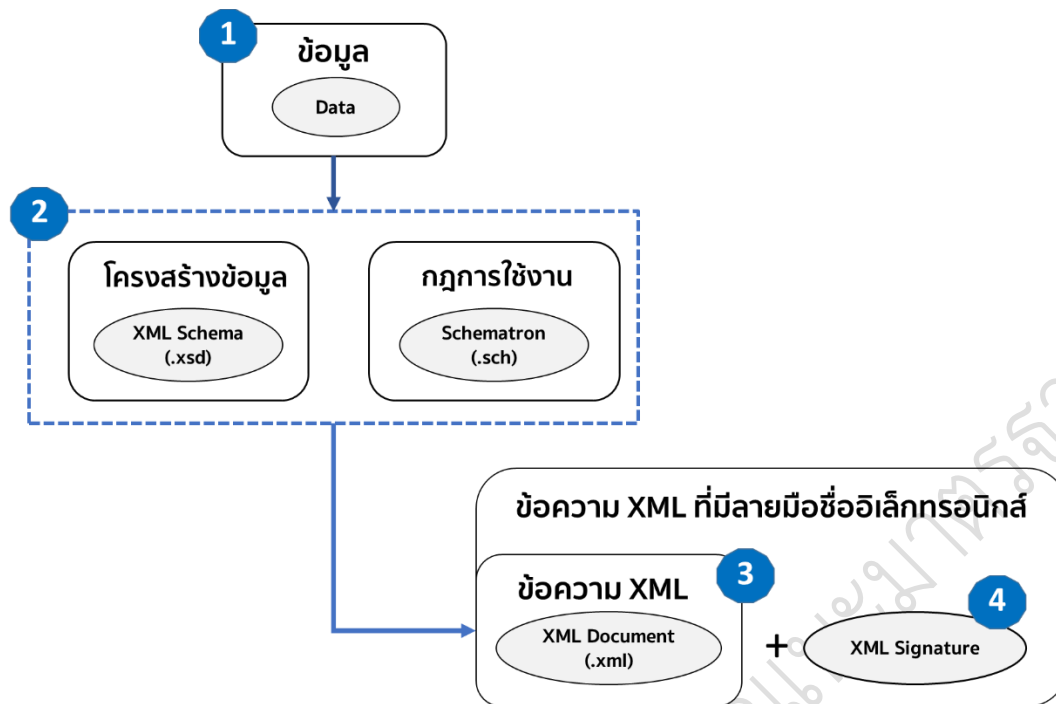 1
ข้อมูล
Data
2
โครงสร้างข้อมูล
XML Schema
(.xsd)
กฎการใช้งาน
Schematron
(.sch)
ข้อความ XML ที่มีลายมือชื่ออิเล็กทรอนิกส์
3
ข้อความ XML
XML Document
(.xml)
+
4
XML Signature